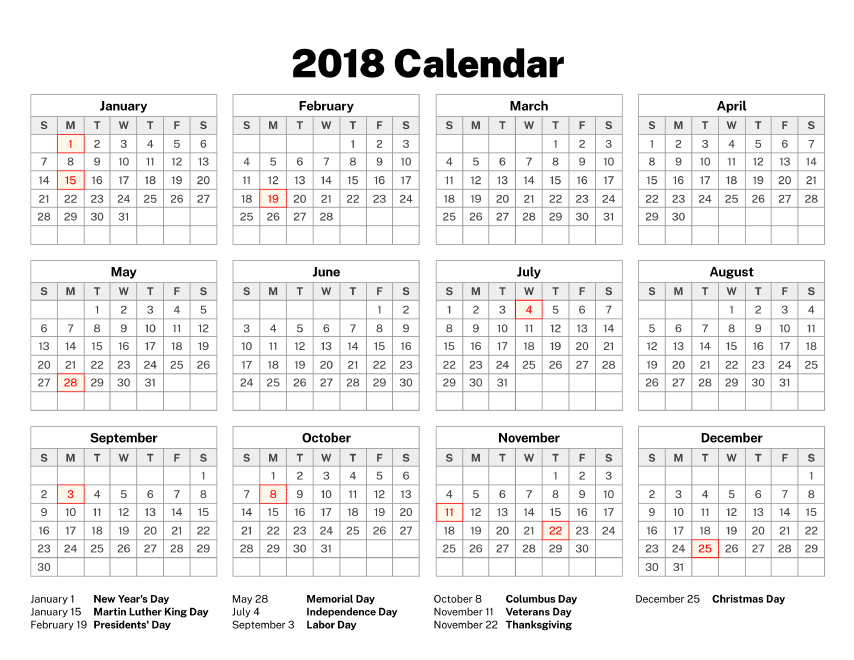 2018 Calendar
January
S M T W T F S
1 2 3 4 5 6
7 8 9 10 11 12 13
14 15 16 17 18 19 20
21 22 23 24 25 26 27
28 29 30 31
February
S M T W T F S
1 2 3
4 5 6 7 8 9 10
11 12 13 14 15 16 17
18 19 20 21 22 23 24
25 26 27 28
March
S M T W T F S
1 2 3
4 5 6 7 8 9 10
11 12 13 14 15 16 17
18 19 20 21 22 23 24
25 26 27 28 29 30 31
April
S M T W T F S
1 2 3 4 5 6 7
8 9 10 11 12 13 14
15 16 17 18 19 20 21
22 23 24 25 26 27 28
29 30
May
S M T W T F S
1 2 3 4 5
6 7 8 9 10 11 12
13 14 15 16 17 18 19
20 21 22 23 24 25 26
27 28 29 30 31
June
S M T W T F S
1 2
3 4 5 6 7 8 9
10 11 12 13 14 15 16
17 18 19 20 21 22 23
24 25 26 27 28 29 30
July
S M T W T F S
1 2 3 4 5 6 7
8 9 10 11 12 13 14
15 16 17 18 19 20 21
22 23 24 25 26 27 28
29 30 31
August
S M T W T F S
1 2 3 4
5 6 7 8 9 10 11
12 13 14 15 16 17 18
19 20 21 22 23 24 25
26 27 28 29 30 31
September
S M T W T F S
1
2 3 4 5 6 7 8
9 10 11 12 13 14 15
16 17 18 19 20 21 22
23 24 25 26 27 28 29
30
October
S M T W T F S
1 2 3 4 5 6
7 8 9 10 11 12 13
14 15 16 17 18 19 20
21 22 23 24 25 26 27
28 29 30 31
November
S M T W T F S
1 2 3
4 5 6 7 8 9 10
11 12 13 14 15 16 17
18 19 20 21 22 23 24
25 26 27 28 29 30
December
S M T W T F S
1
2 3 4 5 6 7 8
9 10 11 12 13 14 15
16 17 18 19 20 21 22
23 24 25 26 27 28 29
30 31
January 1 New Year's Day
January 15 Martin Luther King Day
February 19 Presidents' Day
May 28 Memorial Day
July 4 Independence Day
September 3 Labor Day
October 8 Columbus Day
November 11 Veterans Day
November 22 Thanksgiving
December 25 Christmas Day